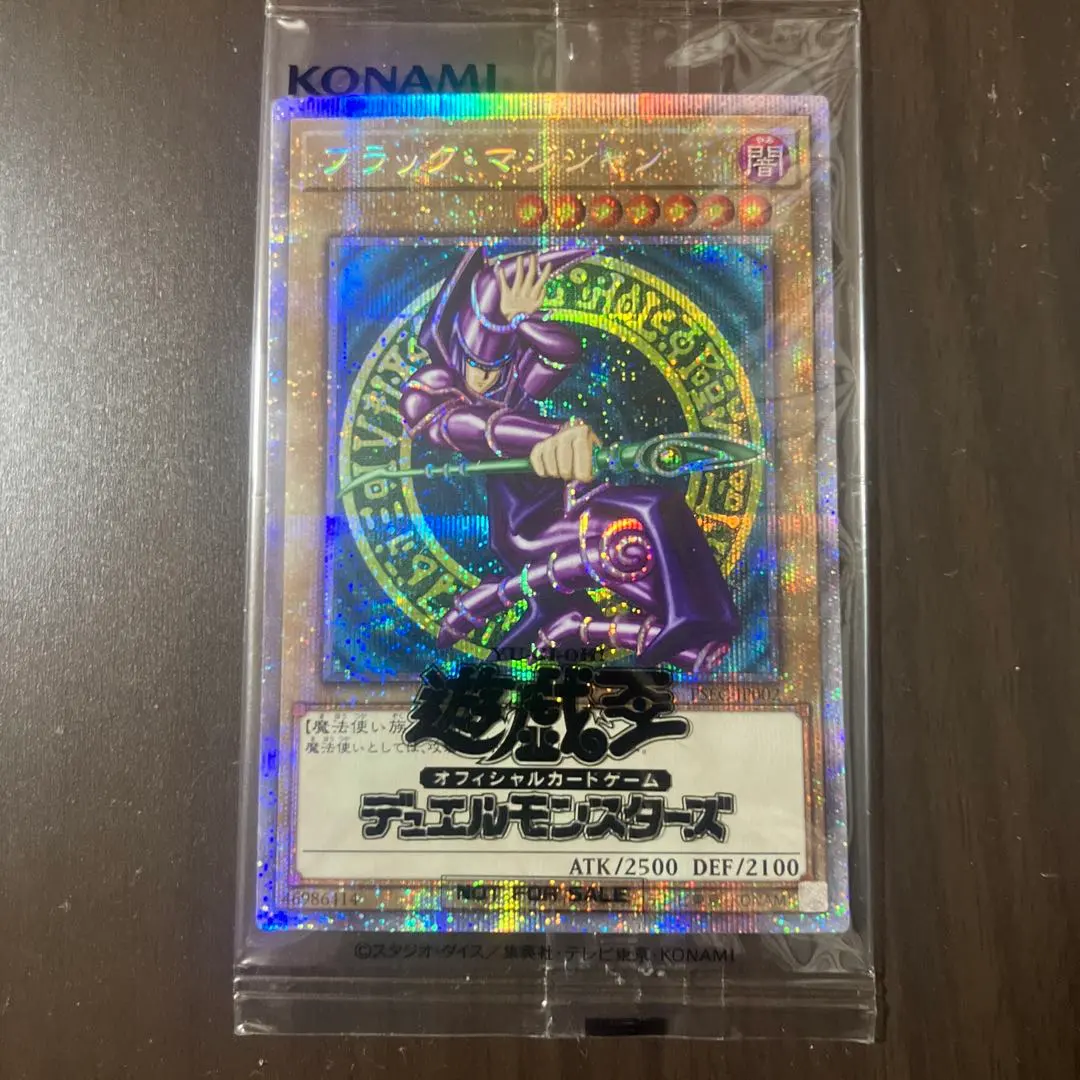 KONAMI
ブラック・マジシャン
闇
YU-GI-OH!
遊戯王
【魔法使い族
魔法使いとしては、攻
オフィシャルカードゲーム
デュエルモンスターズ
ATK/2500 DEF/2100
46986414
NOT FOR SALE
KONAMI
©スタジオ・ダイス／集英社・テレビ東京・KONAMI